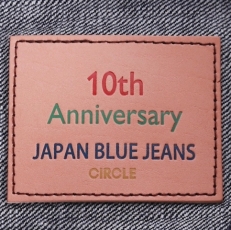 10th
Anniversary
JAPAN BLUE JEANS
CiRCLE